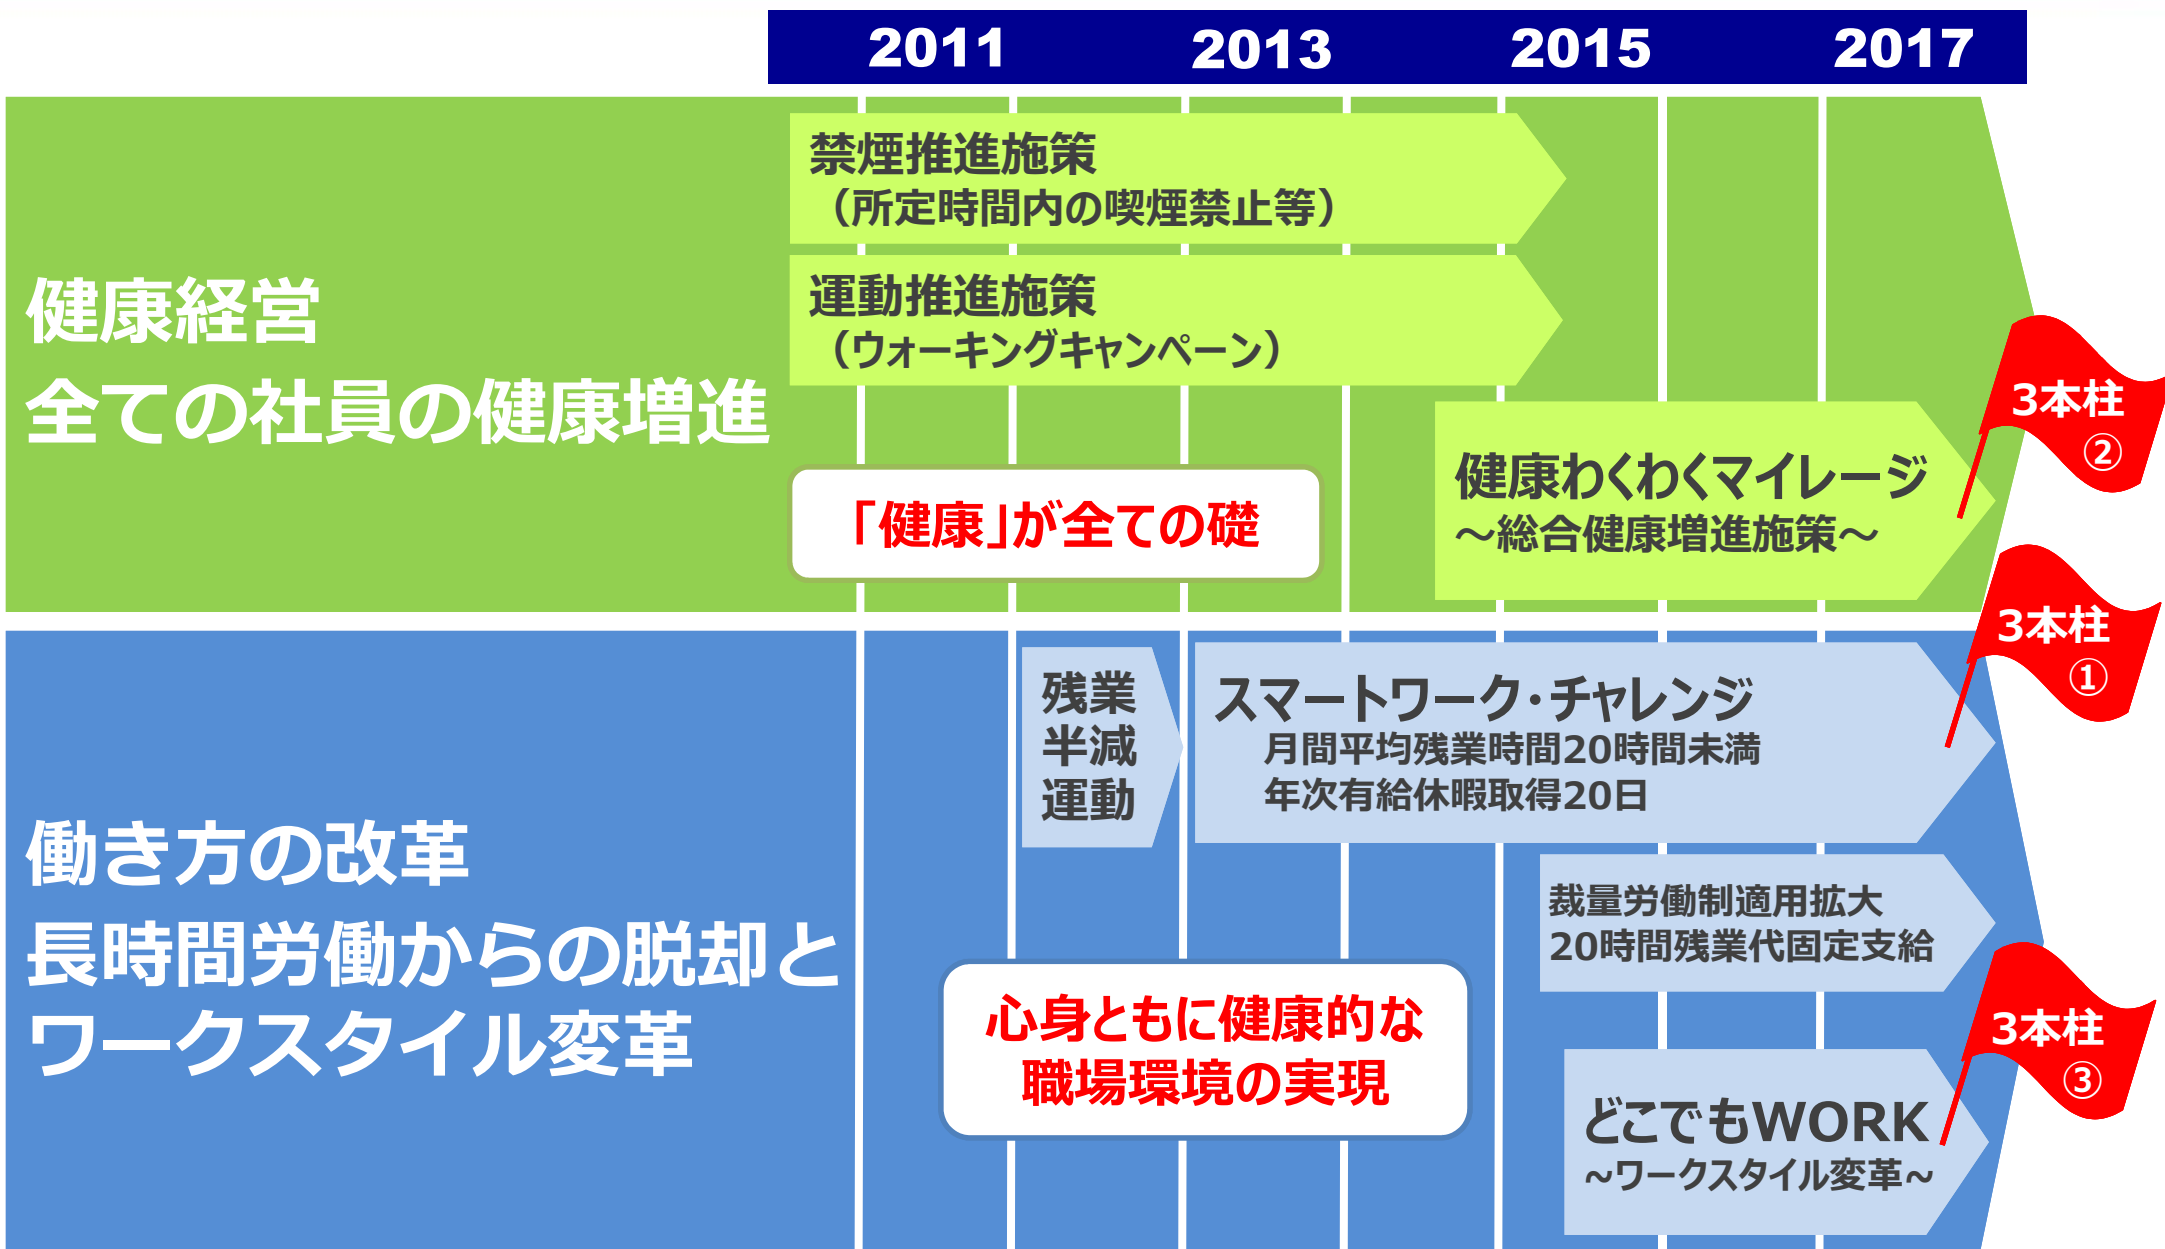 2011 2013 2015 2017
健康経営
全ての社員の健康増進
禁煙推進施策
（所定時間内の喫煙禁止等）
運動推進施策
（ウォーキングキャンペーン）
「健康」が全ての礎
健康わくわくマイレージ
～総合健康増進施策～
3本柱
②
働き方の改革
長時間労働からの脱却と
ワークスタイル変革
残業
半減
運動
スマートワーク・チャレンジ
月間平均残業時間20時間未満
年次有給休暇取得20日
3本柱
①
裁量労働制適用拡大
20時間残業代固定支給
心身ともに健康的な
職場環境の実現
どこでもWORK
~ワークスタイル変革~
3本柱
③